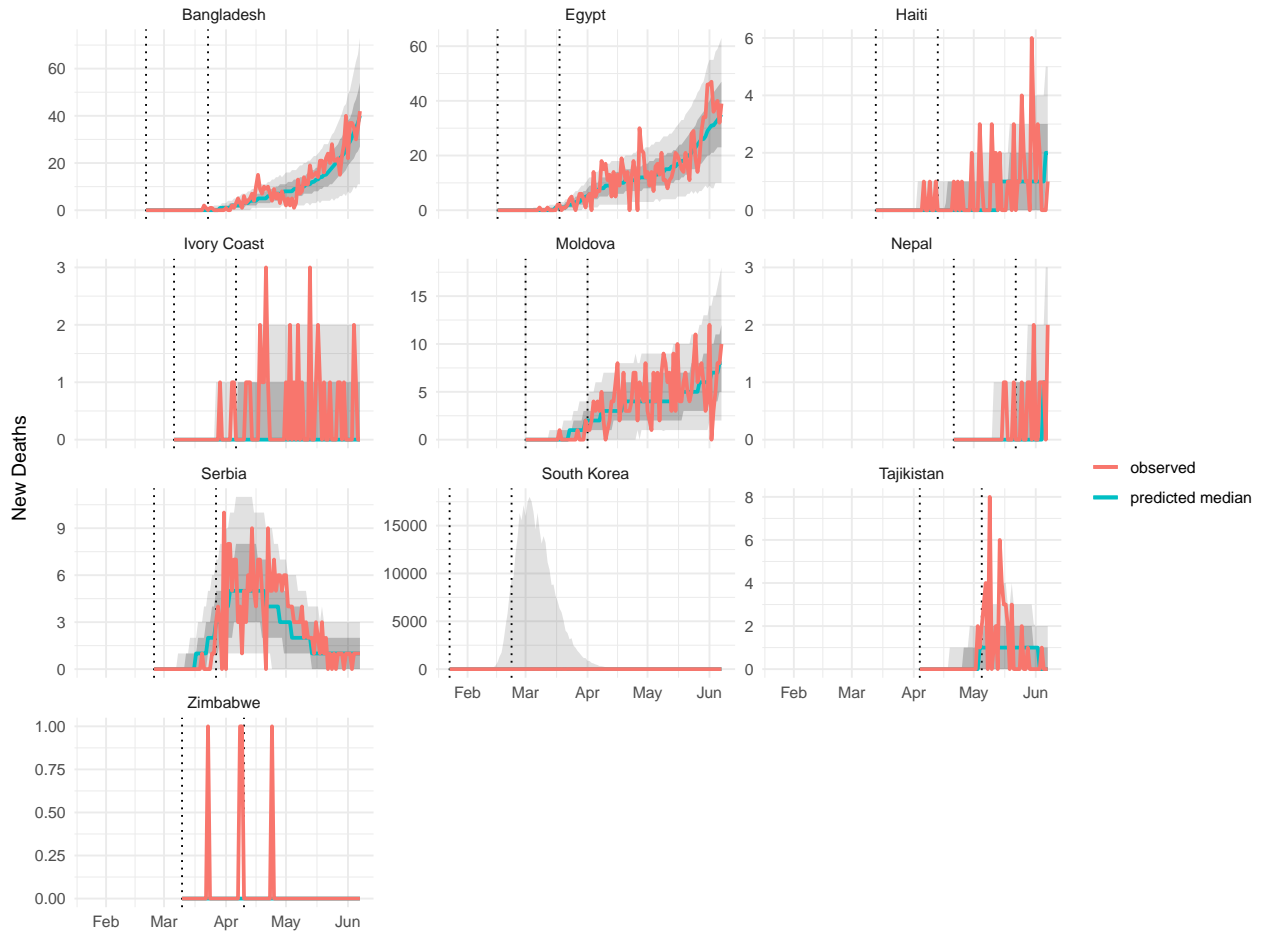 Bangladesh
Egypt
Haiti
60
40
20
0
60
40
20
0
6
4
2
0
Ivory Coast
Moldova
Nepal
3
2
1
0
15
10
5
0
3
2
1
0
Serbia
South Korea
Tajikistan
9
6
3
0
15000
10000
5000
0
8
6
4
2
0
Feb Mar Apr May Jun
Feb Mar Apr May Jun
Zimbabwe
1.00
0.75
0.50
0.25
0.00
Feb Mar Apr May Jun
New Deaths
observed
predicted median